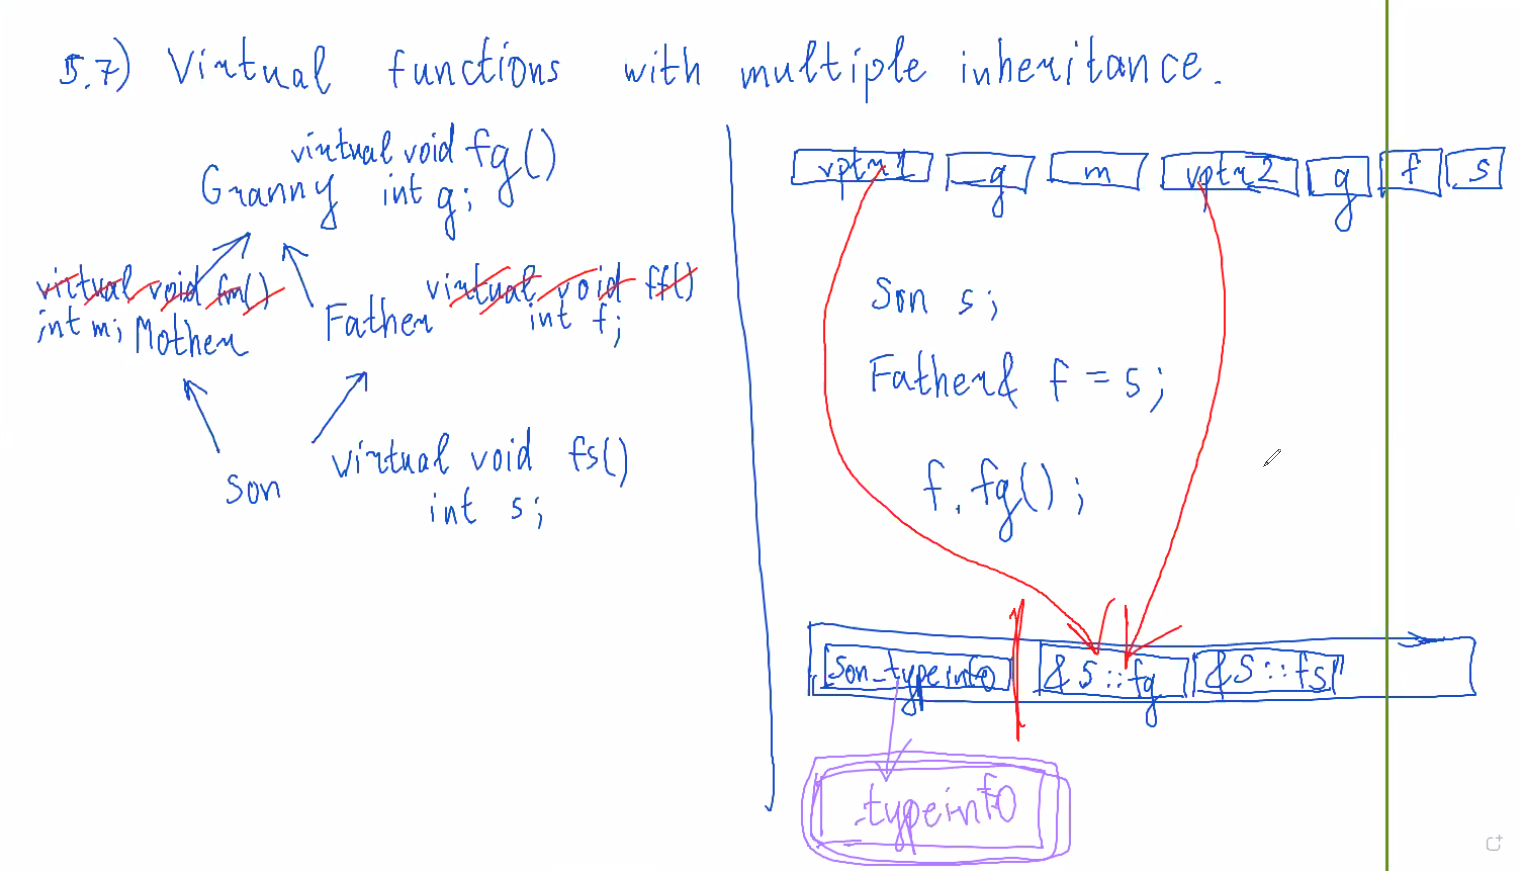 5.7) Virtual functions with multiple inheritance.
virtual void fg()
Granny int g;
virtual void fm()
int m; Mother
virtual void ff()
Father int f;
Son virtual void fs()
int s;
vptr1 g m vptr2 g f s
Son s;
Father& f = s;
f.fg();
Son_typeinfo &S::fg &S::fs
typeinfo